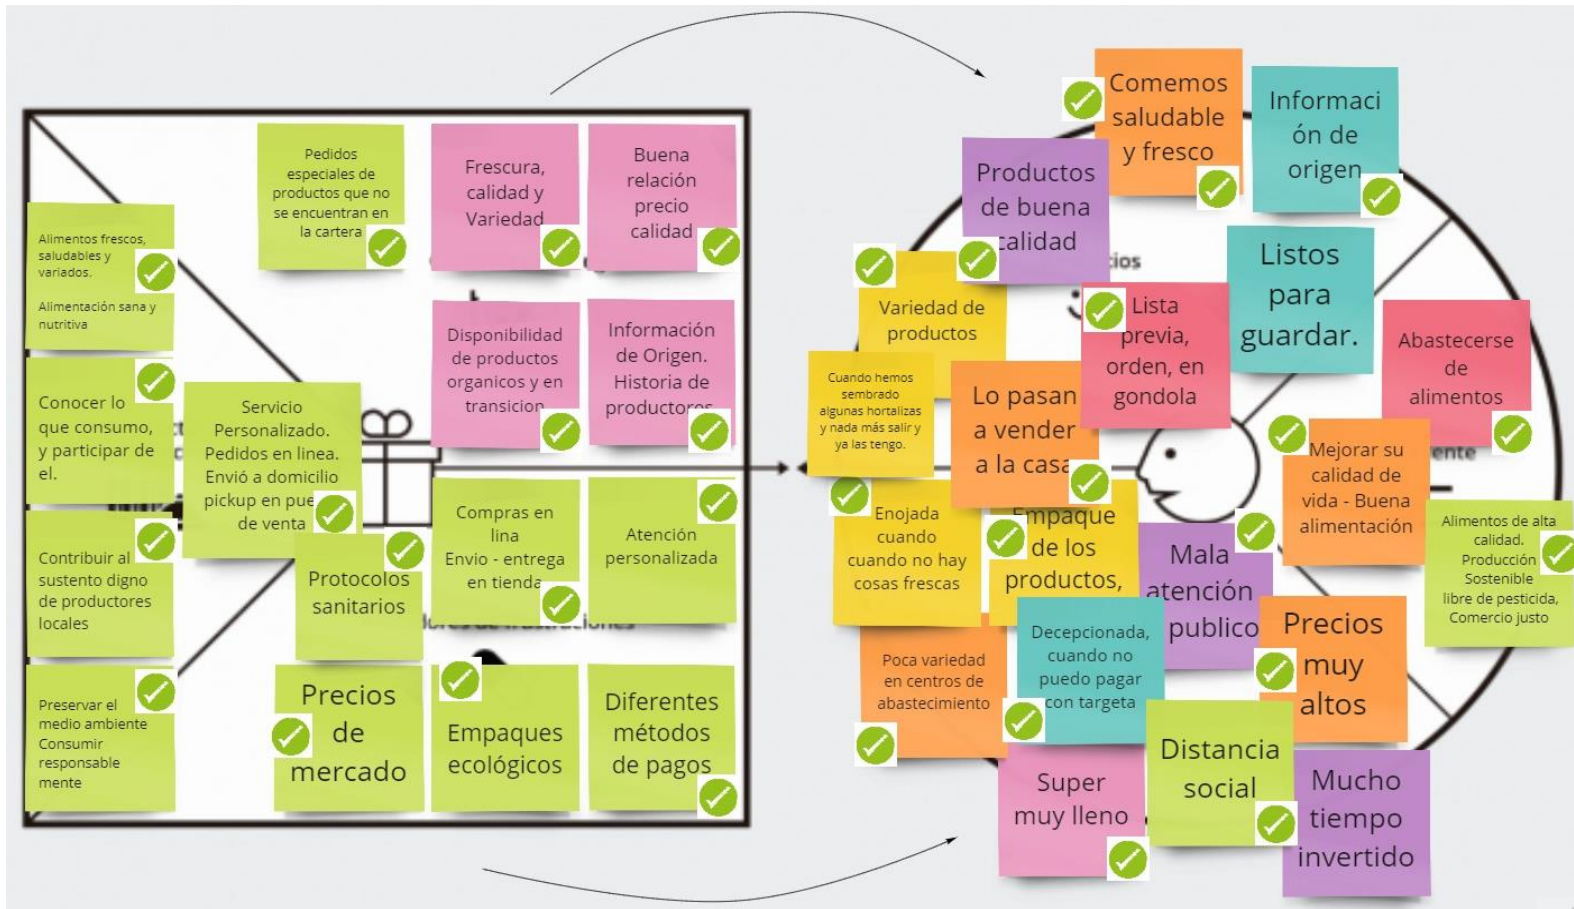 Pedidos
especiales de
productos que no
se encuentran en
la cartera
Frescura,
calidad y
Variedad
Buena
relación
precio
calidad
Alimentos frescos,
saludables y
variados.
Alimentación sana y
nutritiva
Disponibilidad
de productos
organicos y en
transicion
Información
de Origen.
Historia de
productores.
Conocer lo
que consumo,
y participar de
el.
Servicio
Personalizado.
Pedidos en linea.
Envió a domicilio
pickup en
de venta
Compras en
lina
Envio - entrega
en tienda
Atención
personalizada
Contribuir al
sustento digno
de productores
locales
Protocolos
sanitarios
Preservar el
medio ambiente
Consumir
responsable
mente
Precios
de
mercado
Empaques
ecológicos
Diferentes
métodos
de pagos
Comemos
saludable
y fresco
Informaci
ón de
origen
Productos
de buena
calidad
cios
Variedad de
productos
Lista
previa,
orden, en
gondola
Listos
para
guardar.
Abastecerse
de
alimentos
Cuando hemos
sembrado
algunas hortalizas
y nada más salir y
ya las tengo.
Lo pasan
a vender
a la casa
Mejorar su
calidad de
vida - Buena
alimentación
Enojada
cuando
cuando no hay
cosas frescas
Empaque
de los
productos,
Mala
atención
publico
Alimentos de alta
calidad.
Producción
Sostenible
libre de pesticida,
Comercio justo
Poca variedad
en centros de
abastecimiento
Decepcionada,
cuando no
puedo pagar
con targeta
Precios
muy
altos
Super
muy lleno
Distancia
social
Mucho
tiempo
invertido